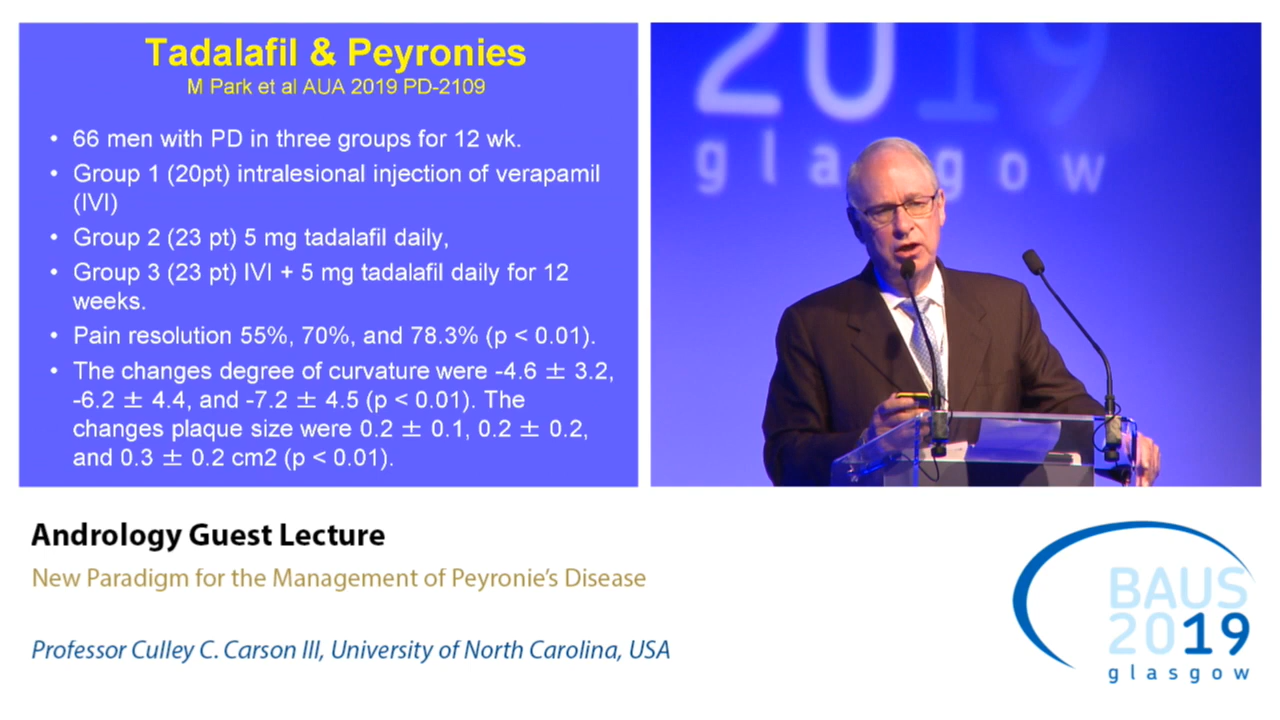 Tadalafil & Peyronies
M Park et al AUA 2019 PD-2109
• 66 men with PD in three groups for 12 wk.
• Group 1 (20pt) intralesional injection of verapamil
(IVI)
• Group 2 (23 pt) 5 mg tadalafil daily,
• Group 3 (23 pt) IVI + 5 mg tadalafil daily for 12
weeks.
• Pain resolution 55%, 70%, and 78.3% (p < 0.01).
• The changes degree of curvature were -4.6 ± 3.2,
-6.2 ± 4.4, and -7.2 ± 4.5 (p < 0.01). The
changes plaque size were 0.2 ± 0.1, 0.2 ± 0.2,
and 0.3 ± 0.2 cm2 (p < 0.01).
2019
glasgow
Andrology Guest Lecture
New Paradigm for the Management of Peyronie's Disease
Professor Culley C. Carson III, University of North Carolina, USA
BAUS
2019
glasgow